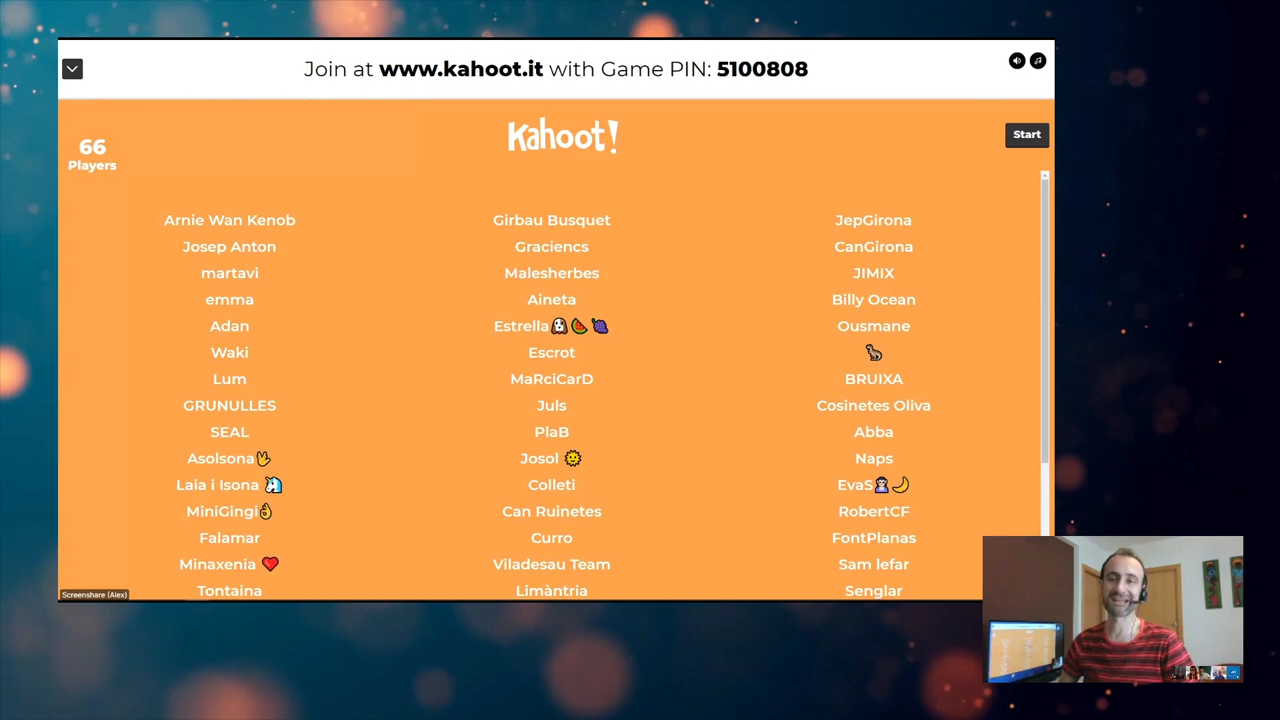 Join at www.kahoot.it with Game PIN: 5100808
66
Players
Kahoot!
Start
Arnie Wan Kenob
Girbau Busquet
JepGirona
Josep Anton
Graciencs
CanGirona
martavi
Malesherbes
JIMIX
emma
Aineta
Billy Ocean
Adan
Estrella🐶🍉🍇
Ousmane
Waki
Escrot
🐆
Lum
MaRciCarD
BRUIXA
GRUNULLES
Juls
Cosinetes Oliva
SEAL
PlaB
Abba
Asolsona🖖
Josol 🌞
Naps
Laia i Isona 🦄
Colleti
EvaS🙎‍♀️🌙
MiniGingi👌
Can Ruinetes
RobertCF
Falamar
Curro
FontPlanas
Minaxenia ❤️
Viladesau Team
Sam lefar
Tontaina
Limàntria
Senglar
Screenshare (Alex)